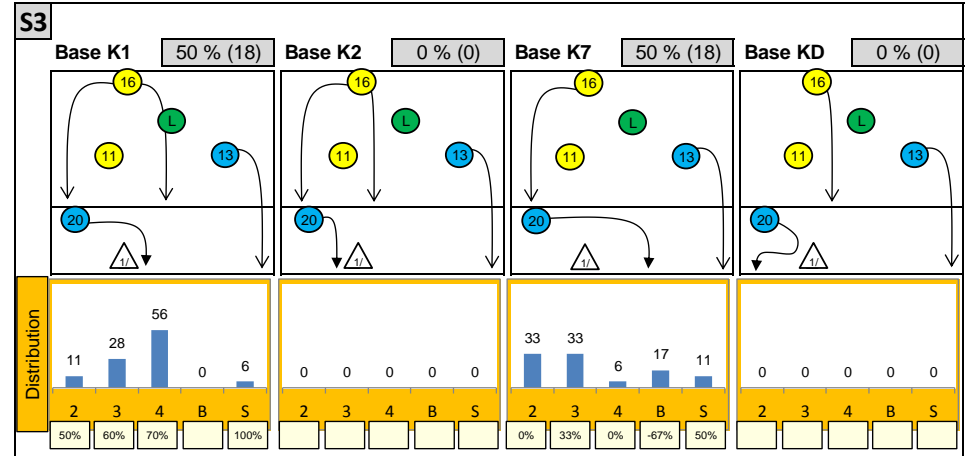 S3
Base K1 50 % (18) Base K2 0 % (0) Base K7 50 % (18) Base KD 0 % (0)
16 16 16 16
L L L L
11 13 11 13 11 13 11 13
20 20 20 20
1/ 1/ 1/ 1/
Distribution
11 28 56 0 6 0 0 0 0 0 33 33 6 17 11 0 0 0 0 0
2 3 4 B S 2 3 4 B S 2 3 4 B S 2 3 4 B S
50% 60% 70% 100% 0% 33% 0% -67% 50%